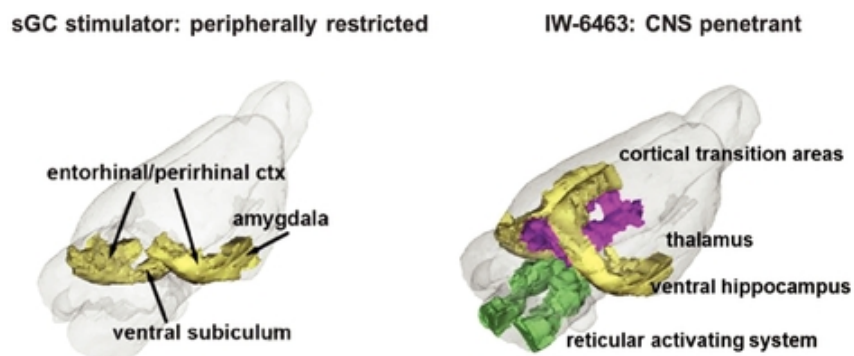 sGC stimulator: peripherally restricted
IW-6463: CNS penetrant
entorhinal/perirhinal ctx
amygdala
ventral subiculum
cortical transition areas
thalamus
ventral hippocampus
reticular activating system